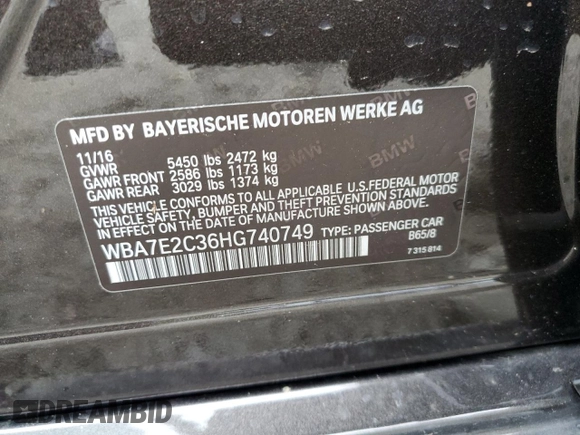 MFD BY BAYERISCHE MOTOREN WERKE AG
11/16
GVWR 5450 lbs 2472 kg
GAWR FRONT 2586 lbs 1173 kg
GAWR REAR 3029 lbs 1374 kg
THIS VEHICLE CONFORMS TO ALL APPLICABLE U.S.FEDERAL MOTOR
VEHICLE SAFETY, BUMPER, AND THEFT PREVENTION STANDARDS
IN EFFECT ON THE DATE OF MANUFACTURE SHOWN ABOVE.
WBA7E2C36HG740749 TYPE: PASSENGER CAR
B65/8
7 315 814
BMW
BMW
BMW
DREAMBID